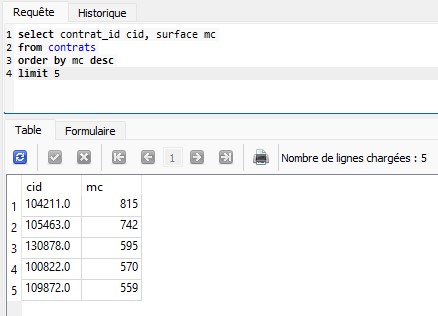 Requête Historique
1 select contrat_id cid, surface mc
2 from contrats
3 order by mc desc
4 limit 5
Table Formulaire
1 Nombre de lignes chargées : 5
cid mc
1 104211.0 815
2 105463.0 742
3 130878.0 595
4 100822.0 570
5 109872.0 559